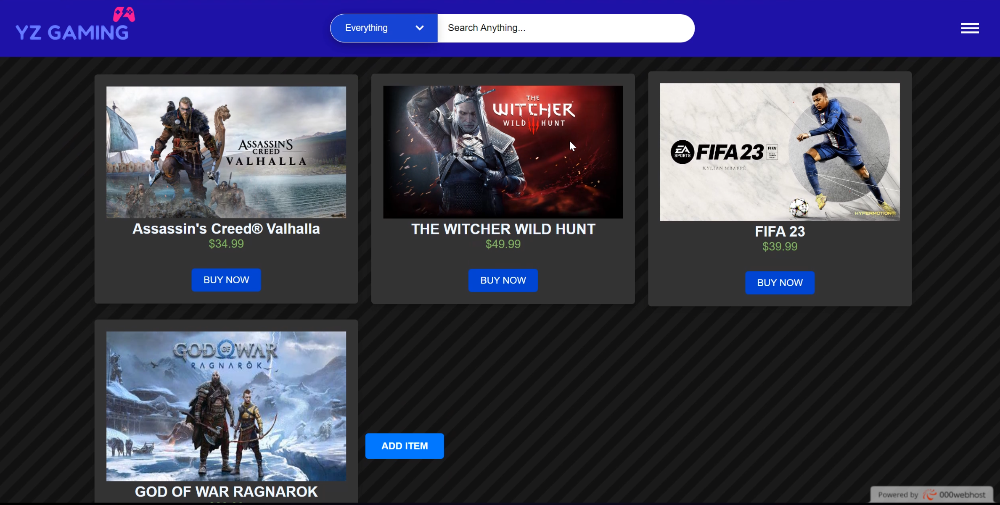 YZ GAMING
Everything
Search Anything...
ASSASSIN'S
CREED
VALHALLA
Assassin's Creed® Valhalla
$34.99
BUY NOW
THE
WITCHER
WILD HUNT
THE WITCHER WILD HUNT
$49.99
BUY NOW
EA
SPORTS
FIFA 23
FIFA
KYLIAN MBAPPÉ
HYPERMOTION2
FIFA 23
$39.99
BUY NOW
GOD OF WAR
RAGNARÖK
GOD OF WAR RAGNAROK
ADD ITEM
Powered by 000webhost